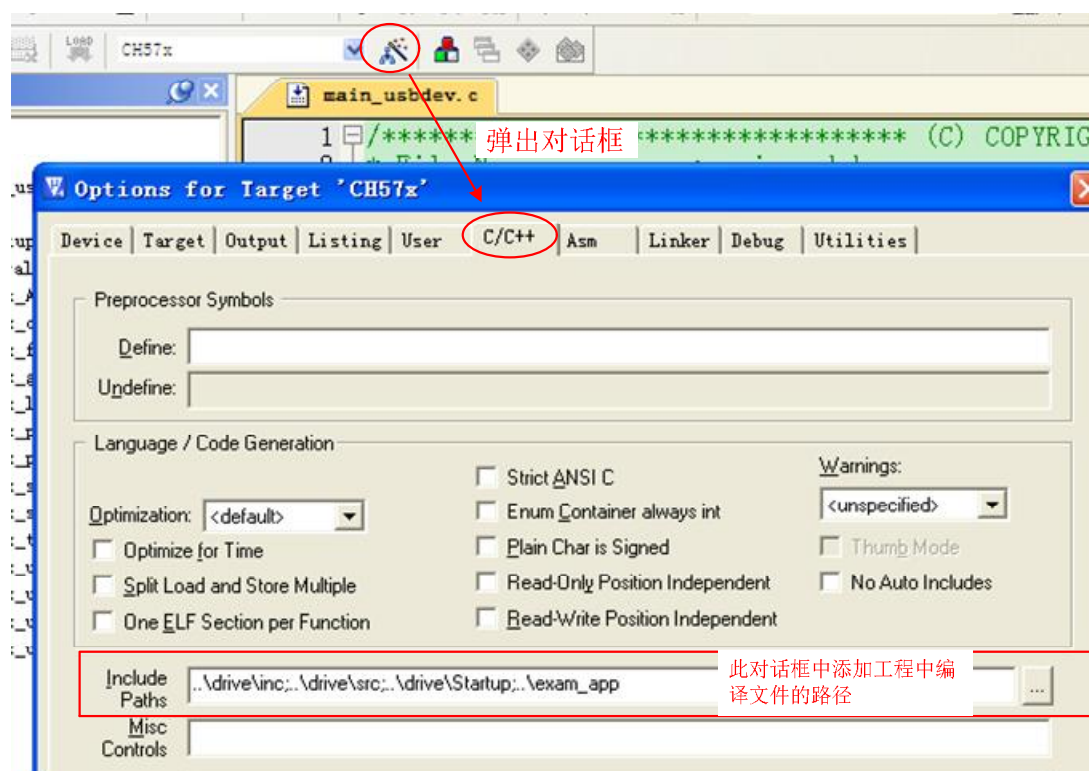 LOAD
CH57x
main_usbdev.c
1 /******* ******************* (C) COPYRIG
弹出对话框
Options for Target 'CH57x'
Device Target Output Listing User C/C++ Asm Linker Debug Utilities
Preprocessor Symbols
Define:
Undefine:
Language / Code Generation
Strict ANSI C
Warnings:
Optimization: <default>
Enum Container always int
<unspecified>
Optimize for Time
Plain Char is Signed
Thumb Mode
Split Load and Store Multiple
Read-Only Position Independent
No Auto Includes
One ELF Section per Function
Read-Write Position Independent
Include Paths
..\drive\inc;..\drive\src;..\drive\Startup;..\exam_app
...
此对话框中添加工程中编
译文件的路径
Misc
Controls